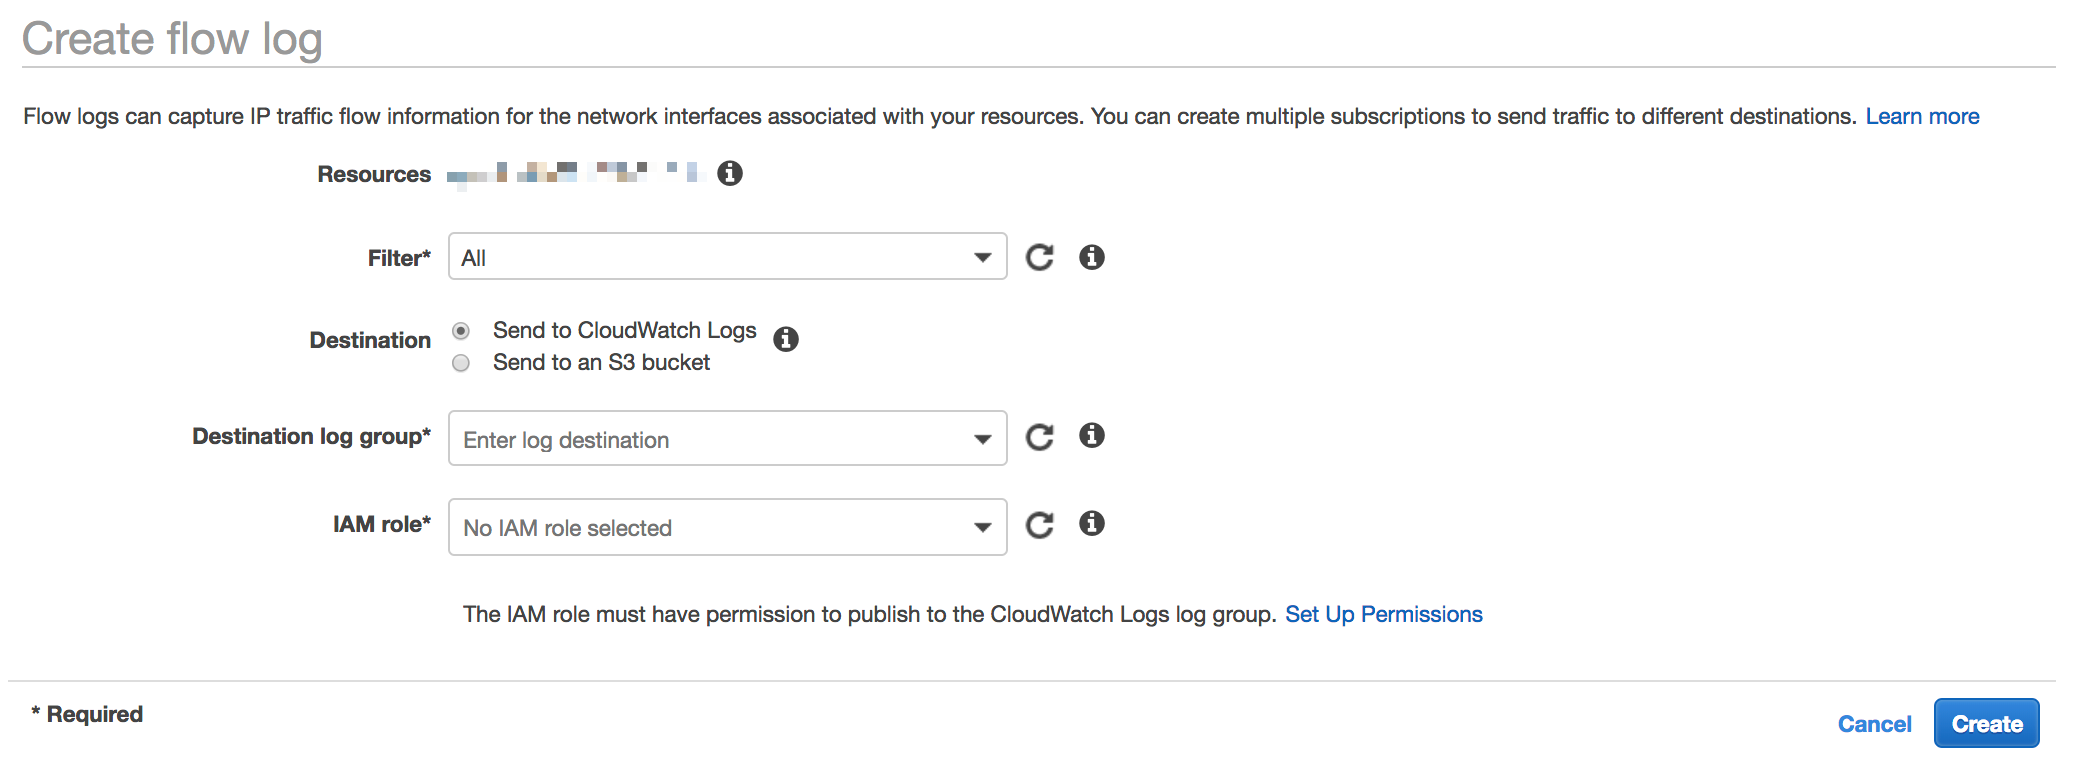 Create flow log
Flow logs can capture IP traffic flow information for the network interfaces associated with your resources. You can create multiple subscriptions to send traffic to different destinations. Learn more
Resources
Filter* All
Destination Send to CloudWatch Logs
Send to an S3 bucket
Destination log group* Enter log destination
IAM role* No IAM role selected
The IAM role must have permission to publish to the CloudWatch Logs log group. Set Up Permissions
* Required
Cancel Create